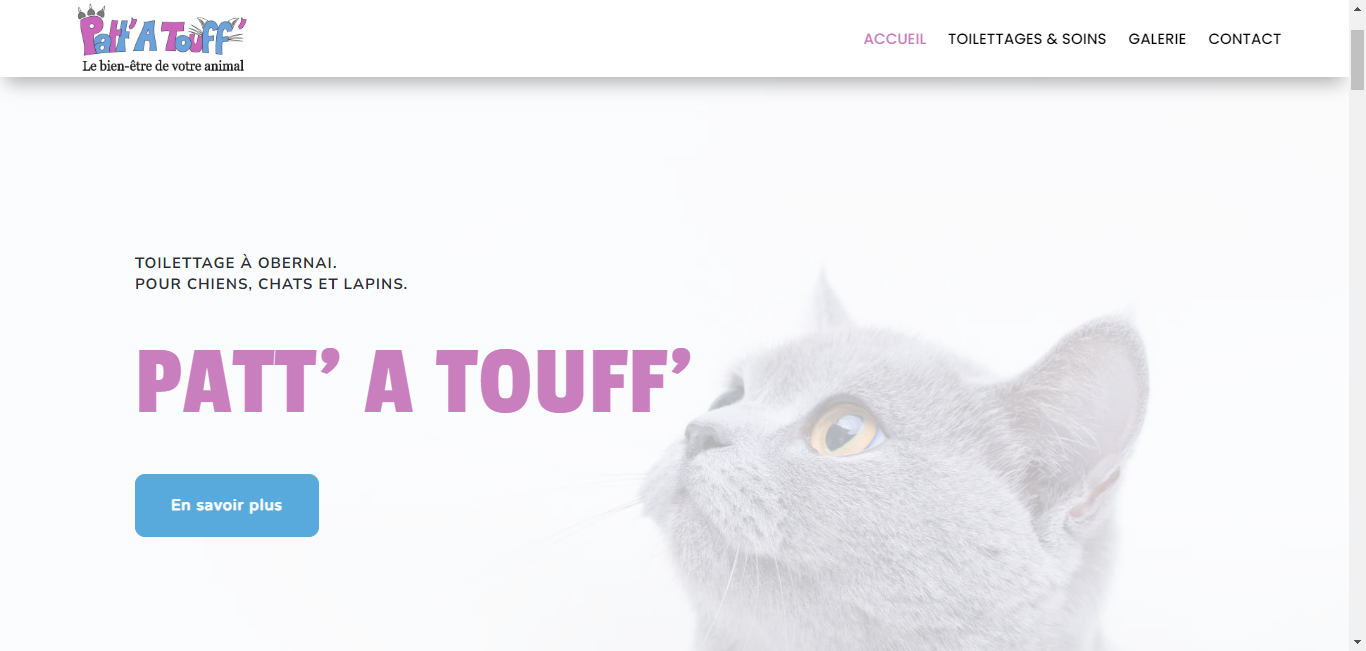 Patt'A Touff'
Le bien-être de votre animal
ACCUEIL
TOILETTAGES & SOINS
GALERIE
CONTACT
TOILETTAGE À OBERNAI.
POUR CHIENS, CHATS ET LAPINS.
PATT’ A TOUFF’
En savoir plus